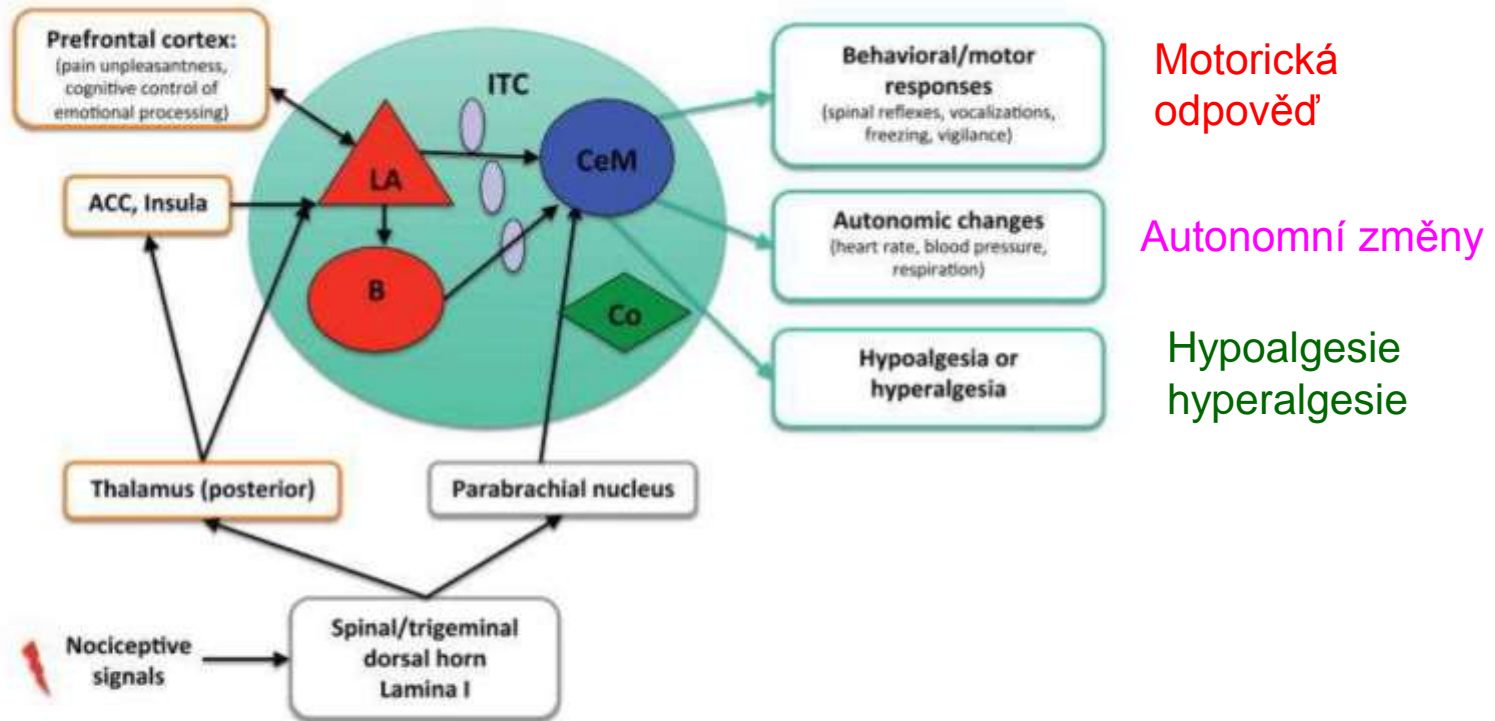 Prefrontal cortex:
(pain unpleasantness,
cognitive control of
emotional processing)
ITC
LA
CeM
B
Co
ACC, Insula
Thalamus (posterior)
Parabrachial nucleus
Nociceptive
signals
Spinal/trigeminal
dorsal horn
Lamina I
Behavioral/motor
responses
(spinal reflexes, vocalizations,
freezing, vigilance)
Motorická
odpověď
Autonomic changes
(heart rate, blood pressure,
respiration)
Autonomní změny
Hypoalgesia or
hyperalgesia
Hypoalgesie
hyperalgesie